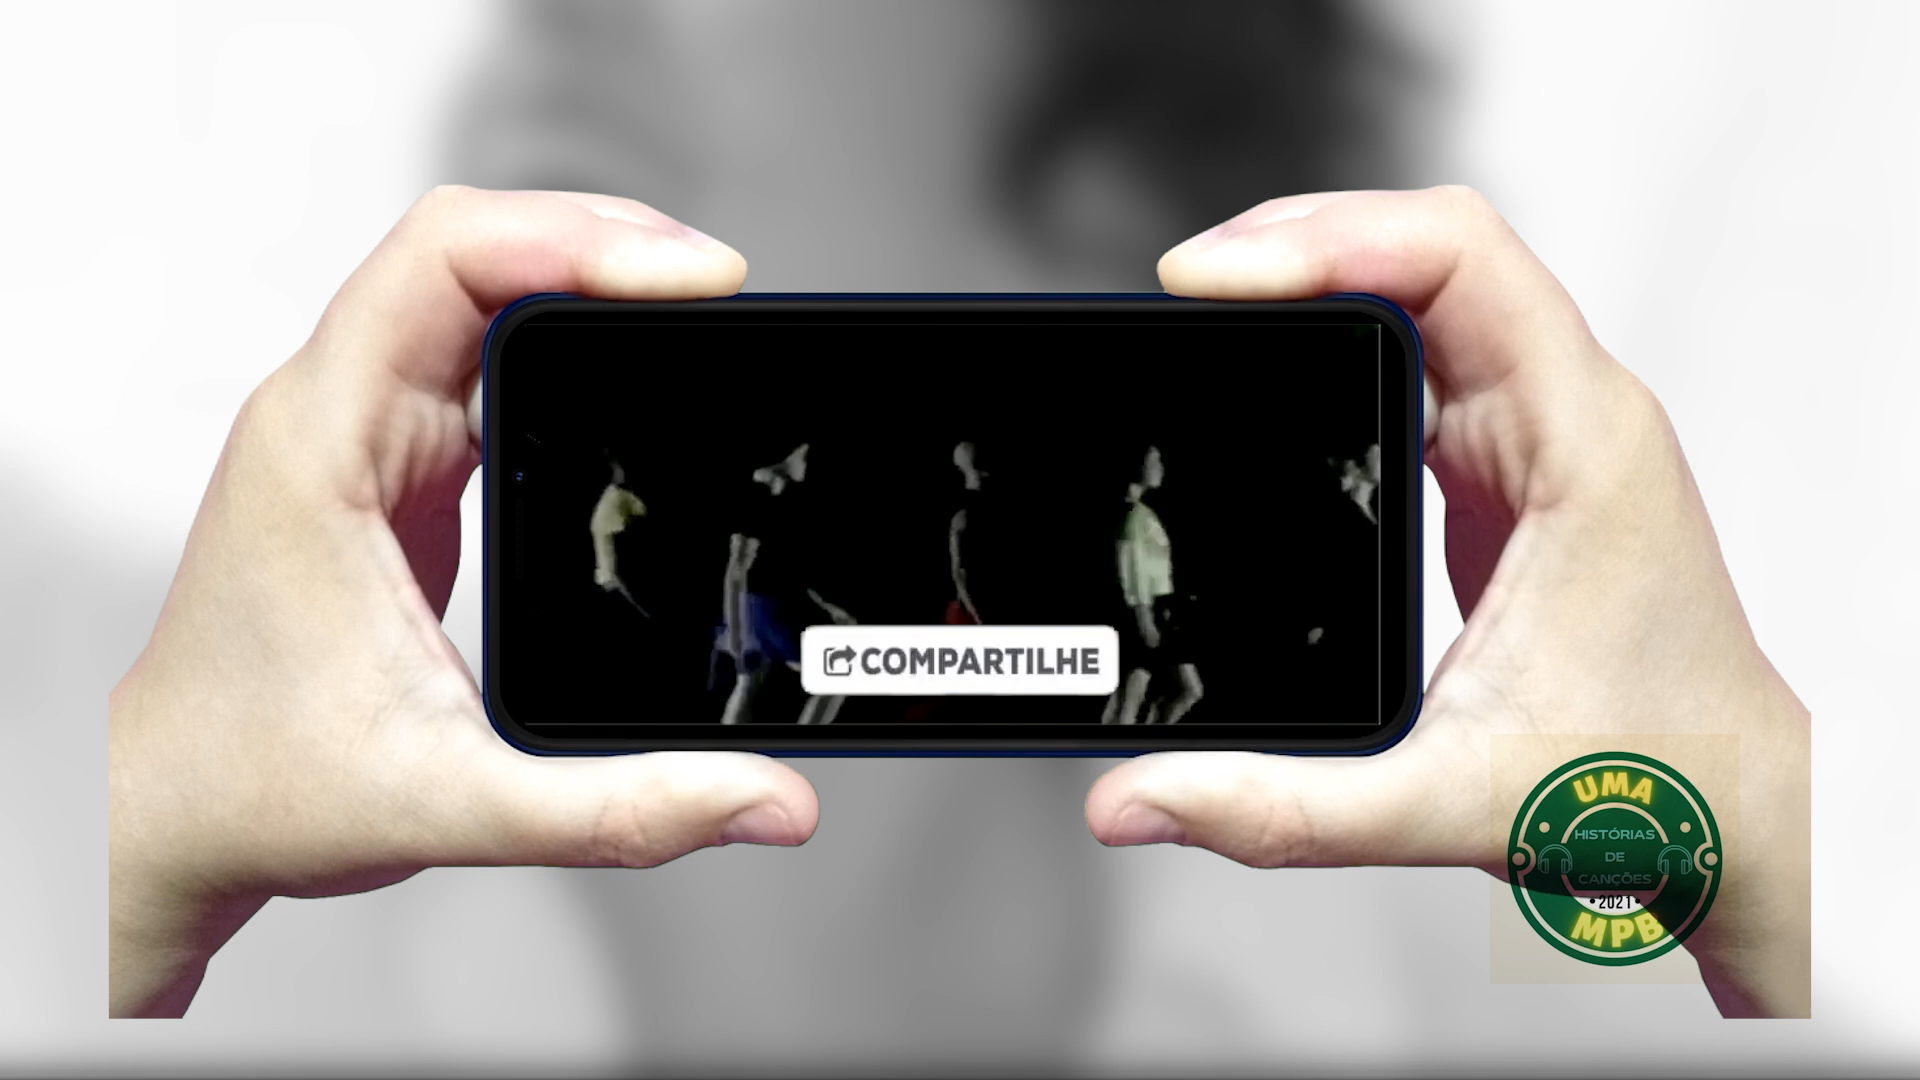 COMPARTILHE
UMA
HISTÓRIAS
DE
CANÇÕES
•2021•
MPB